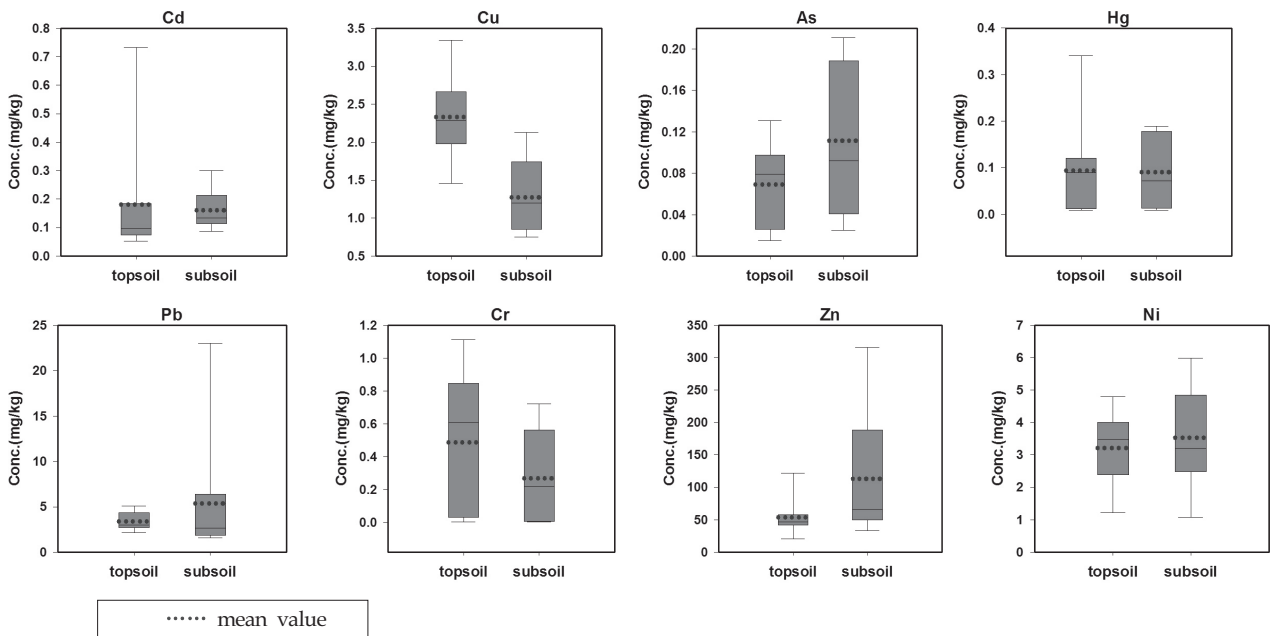 Cd
Cu
As
Hg
Conc.(mg/kg)
0.8
0.7
0.6
0.5
0.4
0.3
0.2
0.1
0.0
topsoil subsoil
Conc.(mg/kg)
3.5
3.0
2.5
2.0
1.5
1.0
0.5
topsoil subsoil
Conc.(mg/kg)
0.20
0.16
0.12
0.08
0.04
0.00
topsoil subsoil
Conc.(mg/kg)
0.4
0.3
0.2
0.1
0.0
topsoil subsoil
Pb
Cr
Zn
Ni
Conc.(mg/kg)
25
20
15
10
5
0
topsoil subsoil
Conc.(mg/kg)
1.2
1.0
0.8
0.6
0.4
0.2
0.0
topsoil subsoil
Conc.(mg/kg)
350
300
250
200
150
100
50
0
topsoil subsoil
Conc.(mg/kg)
7
6
5
4
3
2
1
0
topsoil subsoil
mean value